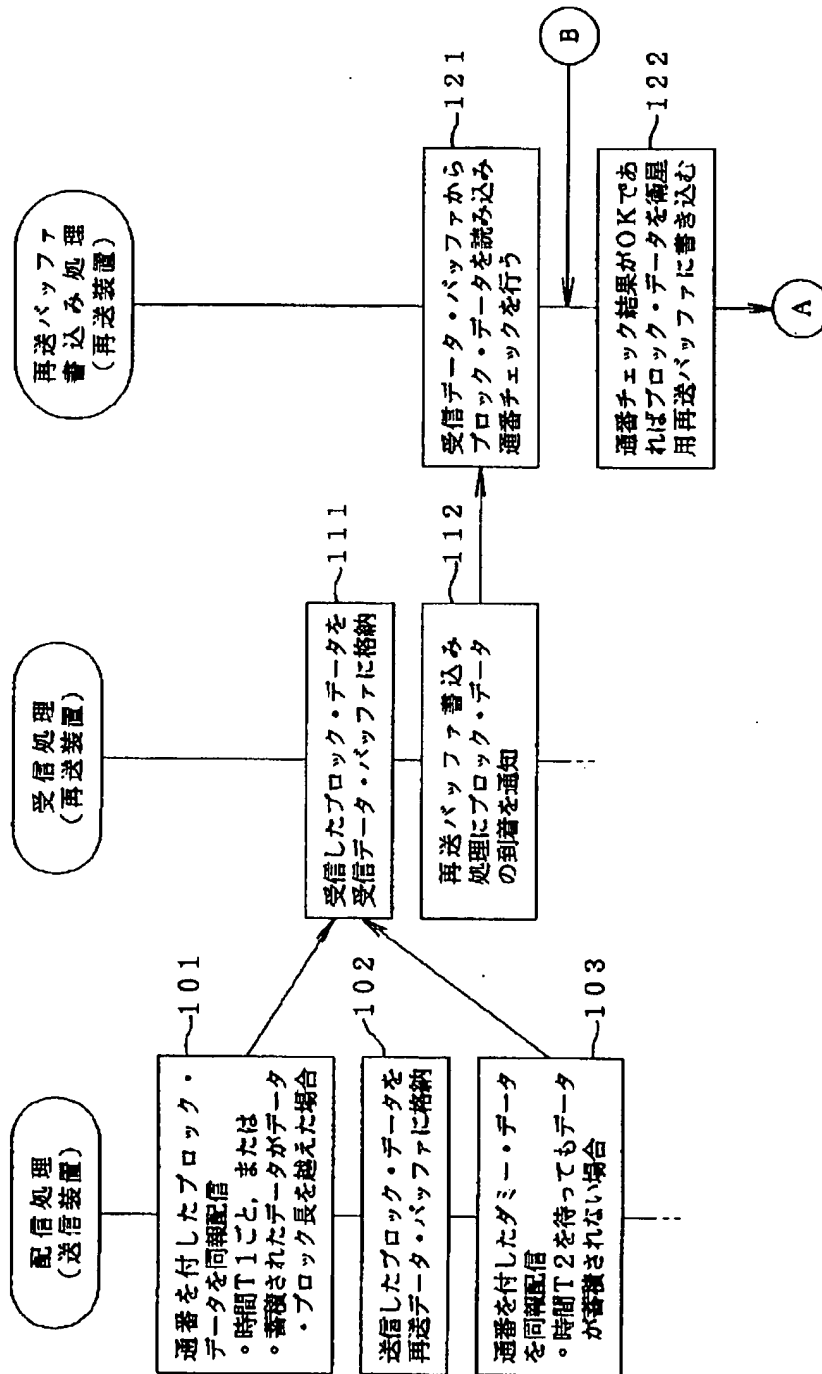 配信処理
(送信装置)
通番を付したブロック・
データを同報配信
・時間T1ごと，または
・蓄積されたデータがデータ
・ブロック長を越えた場合
101
送信したブロック・データを
再送データ・バッファに格納
102
通番を付したダミー・データ
を同報配信
・時間T2を待ってもデータ
が蓄積されない場合
103
受信処理
(再送装置)
受信したブロック・データを
受信データ・バッファに格納
111
再送バッファ書込み
処理にブロック・データ
の到着を通知
112
再送バッファ
書込み処理
(再送装置)
受信データ・バッファから
ブロック・データを読み込み
通番チェックを行う
121
B
通番チェック結果がOKであ
ればブロック・データを衛星
用再送バッファに書き込む
122
A